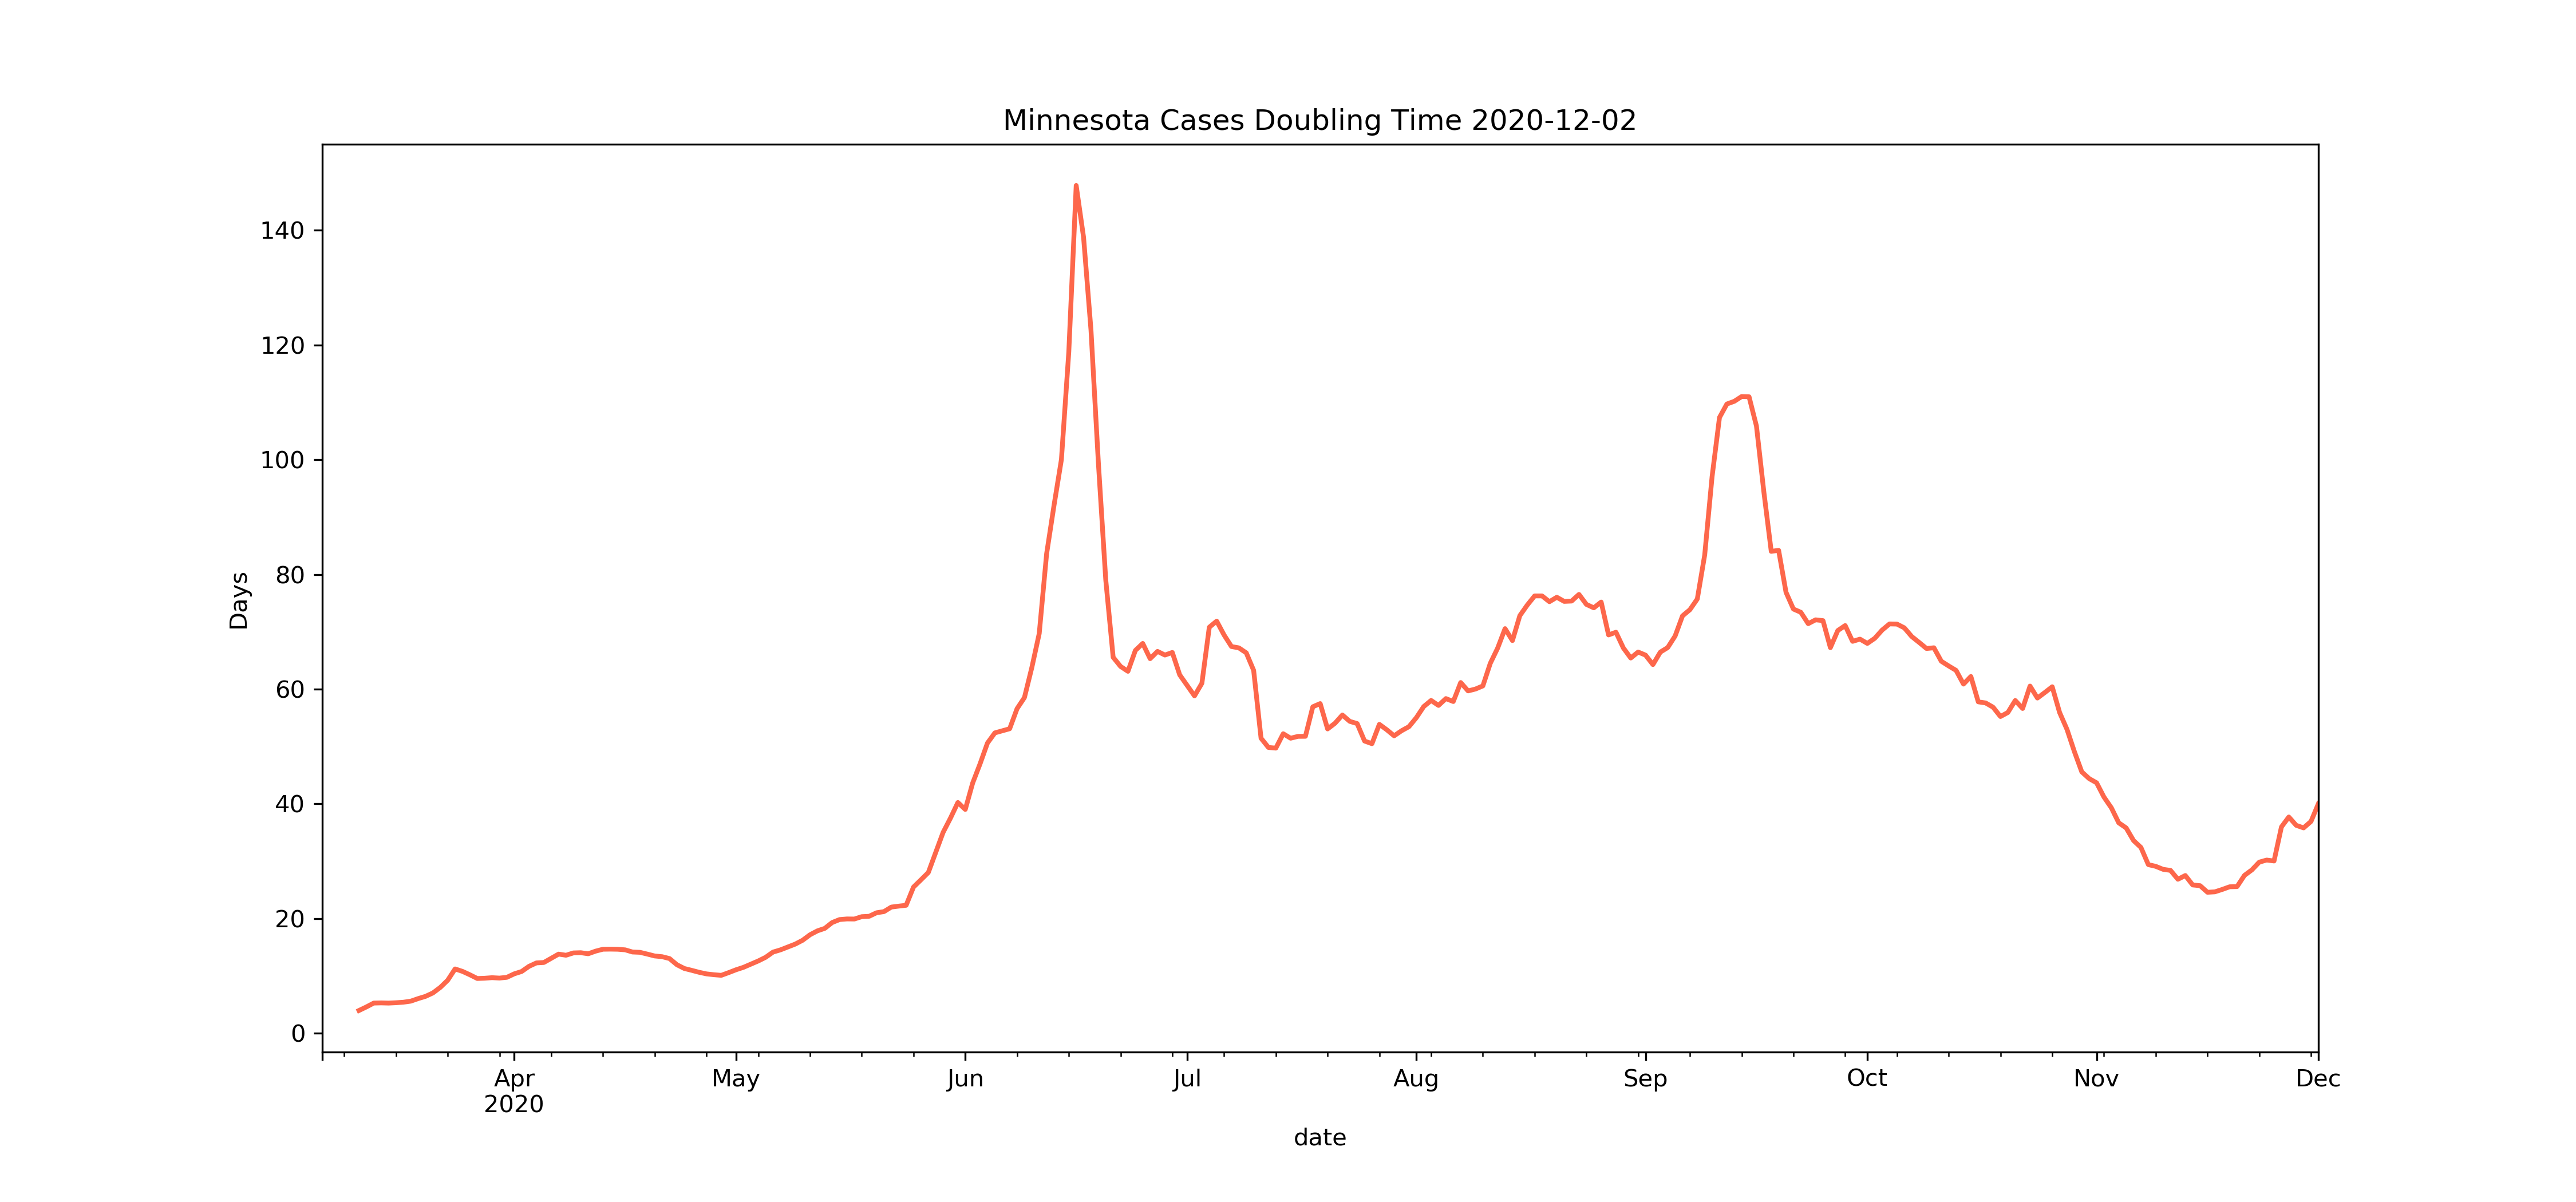 Minnesota Cases Doubling Time 2020-12-02
140
120
100
80
60
40
20
0
Days
Apr May Jun Jul Aug Sep Oct Nov Dec
2020
date